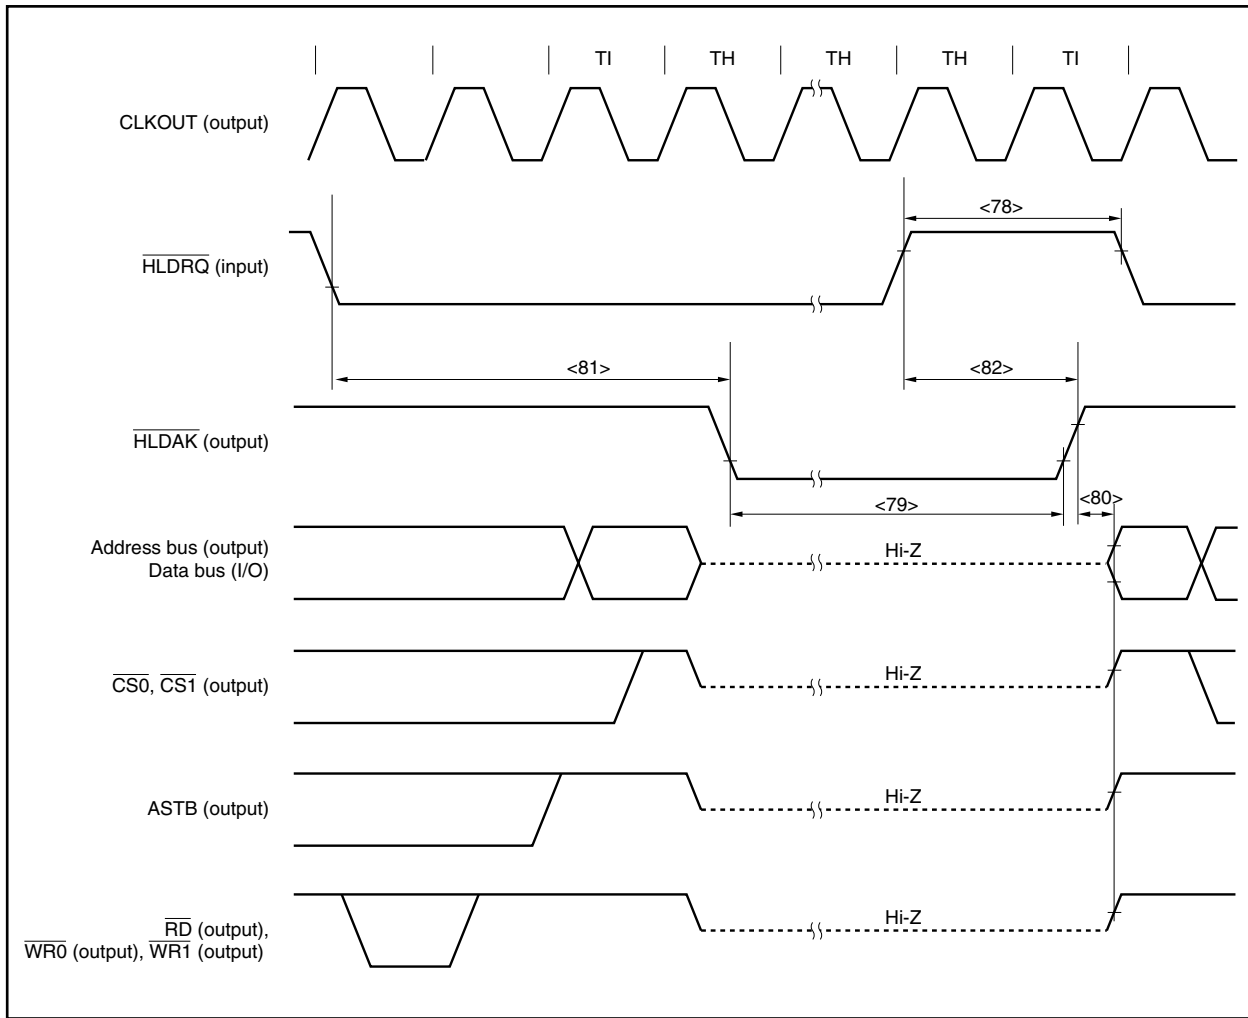 TI TH TH TH TI
CLKOUT (output)
<78>
HLDRQ (input)
<81> <82>
HLDAK (output)
<79> <80>
Address bus (output)
Data bus (I/O)
Hi-Z
CS0, CS1 (output)
Hi-Z
ASTB (output)
Hi-Z
RD (output),
WR0 (output), WR1 (output)
Hi-Z